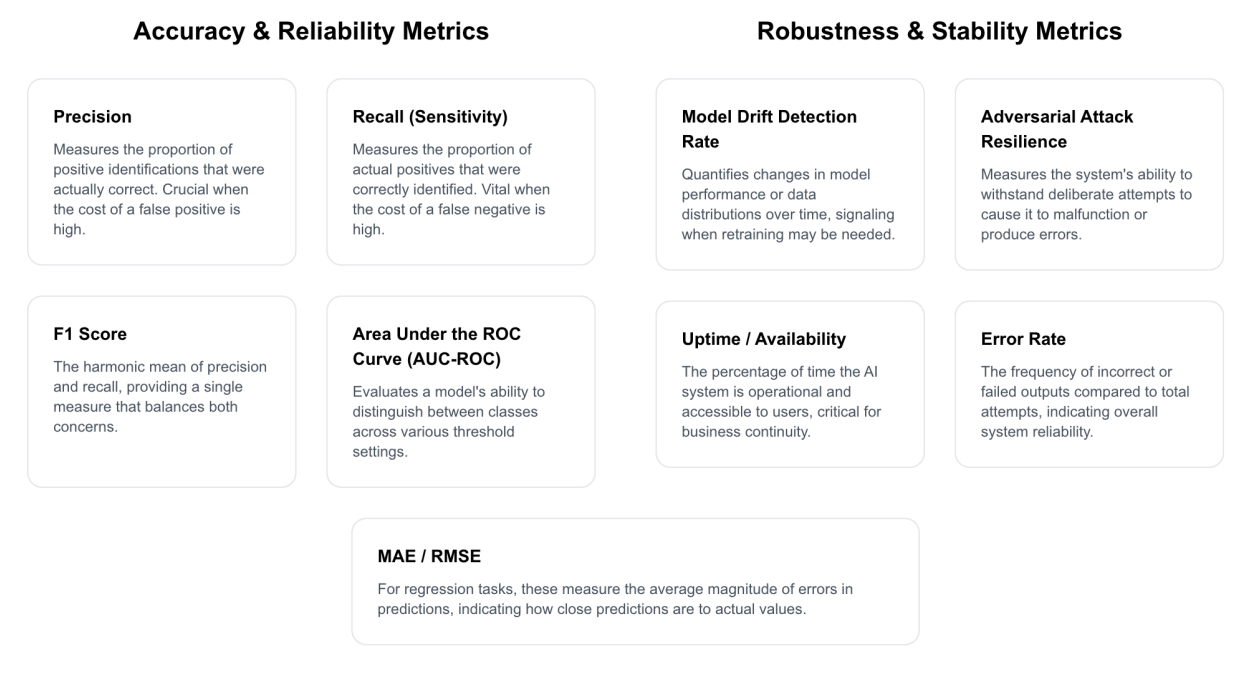 Accuracy & Reliability Metrics
Precision
Measures the proportion of
positive identifications that were
actually correct. Crucial when
the cost of a false positive is
high.
Recall (Sensitivity)
Measures the proportion of
actual positives that were
correctly identified. Vital when
the cost of a false negative is
high.
F1 Score
The harmonic mean of precision
and recall, providing a single
measure that balances both
concerns.
Area Under the ROC
Curve (AUC-ROC)
Evaluates a model's ability to
distinguish between classes
across various threshold
settings.
Robustness & Stability Metrics
Model Drift Detection
Rate
Quantifies changes in model
performance or data
distributions over time, signaling
when retraining may be needed.
Adversarial Attack
Resilience
Measures the system's ability to
withstand deliberate attempts to
cause it to malfunction or
produce errors.
Uptime / Availability
The percentage of time the AI
system is operational and
accessible to users, critical for
business continuity.
Error Rate
The frequency of incorrect or
failed outputs compared to total
attempts, indicating overall
system reliability.
MAE / RMSE
For regression tasks, these measure the average magnitude of errors in
predictions, indicating how close predictions are to actual values.